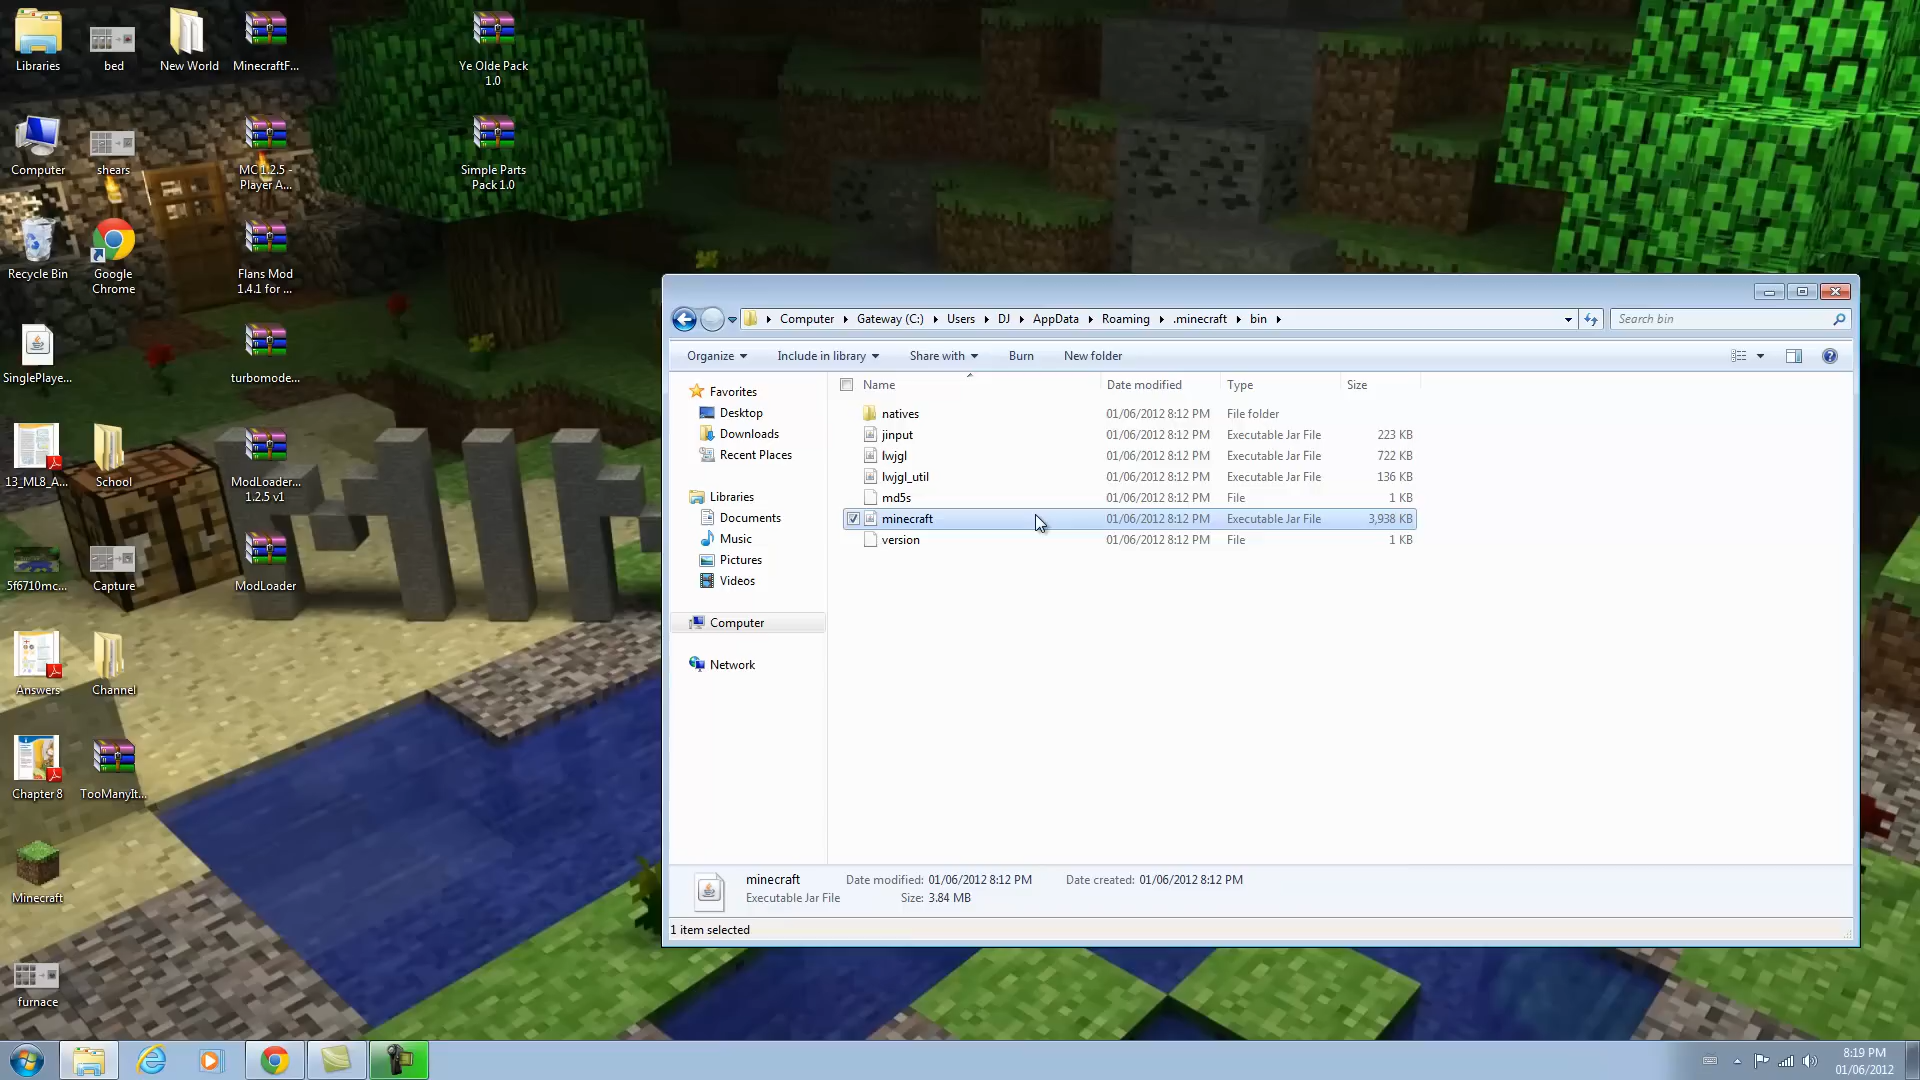 Libraries
bed
New World
MinecraftF...
Ye Olde Pack
1.0
Computer
shears
MC 1.2.5 -
Player A...
Simple Parts
Pack 1.0
Recycle Bin
Google
Chrome
Flans Mod
1.4.1 for ...
SinglePlaye...
turbomode...
13_ML8_A...
School
ModLoader...
1.2.5 v1
5f6710mc...
Capture
ModLoader
Answers
Channel
Chapter 8
TooManyIt...
Minecraft
furnace
Computer Gateway (C:) Users DJ AppData Roaming .minecraft bin
Search bin
Organize Include in library Share with Burn New folder
Favorites
Desktop
Downloads
Recent Places
Libraries
Documents
Music
Pictures
Videos
Computer
Network
Name Date modified Type Size
natives 01/06/2012 8:12 PM File folder
jinput 01/06/2012 8:12 PM Executable Jar File 223 KB
lwjgl 01/06/2012 8:12 PM Executable Jar File 722 KB
lwjgl_util 01/06/2012 8:12 PM Executable Jar File 136 KB
md5s 01/06/2012 8:12 PM File 1 KB
minecraft 01/06/2012 8:12 PM Executable Jar File 3,938 KB
version 01/06/2012 8:12 PM File 1 KB
minecraft Date modified: 01/06/2012 8:12 PM Date created: 01/06/2012 8:12 PM
Executable Jar File Size: 3.84 MB
1 item selected
8:19 PM
01/06/2012